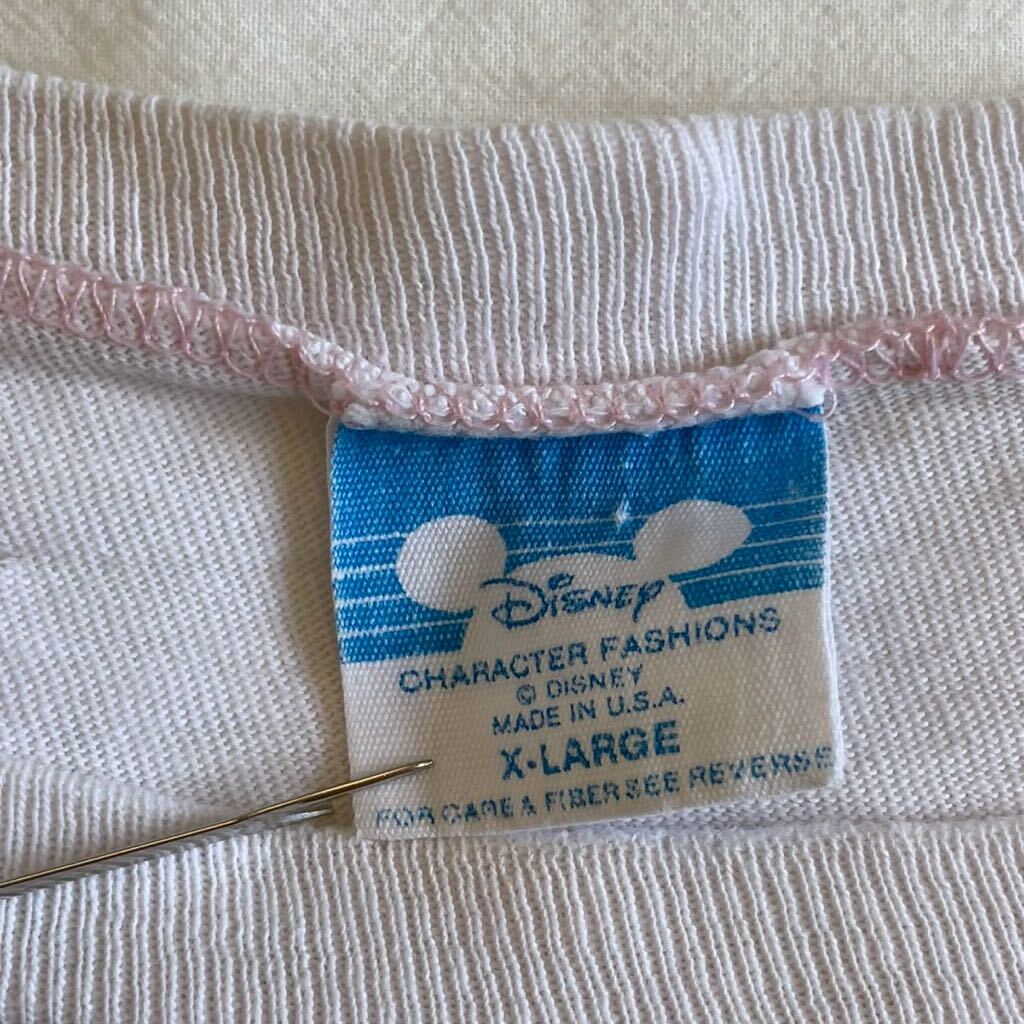 Disney
CHARACTER FASHIONS
© DISNEY
MADE IN U.S.A.
X-LARGE
FOR CARE & FIBER SEE REVERSE